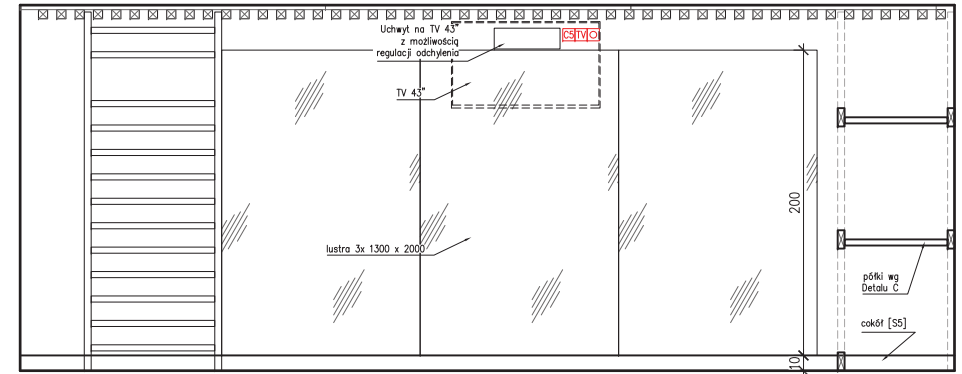 Uchwyt na TV 43"
z możliwością
regulacji odchylenia
C5 TV O
TV 43"
lustra 3x 1300 x 2000
200
półki wg
Detalu C
cokół [S5]
10